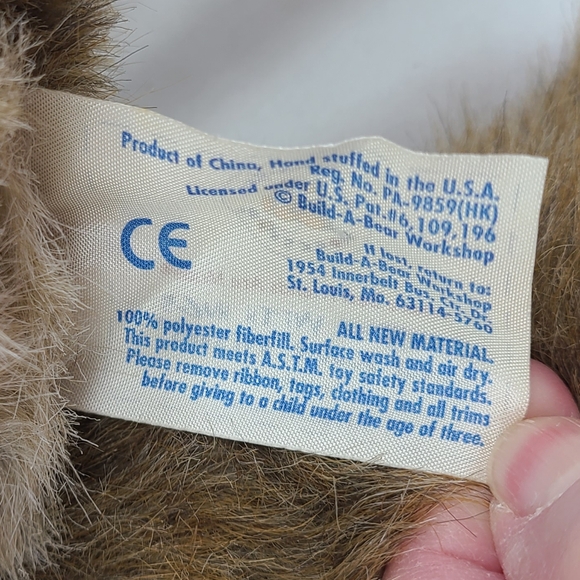 Product of China, Hand stuffed in the U.S.A.
Reg. No. PA-9859(HK)
Licensed under U.S. Pat.#6,109,196
© Build-A-Bear Workshop
CE
If lost, return to:
Build-A-Bear Workshop
1954 Innerbelt Bus. Ctr. Dr.
St. Louis, Mo. 63114-5760
ALL NEW MATERIAL.
100% polyester fiberfill. Surface wash and air dry.
This product meets A.S.T.M. toy safety standards.
Please remove ribbon, tags, clothing and all trims
before giving to a child under the age of three.